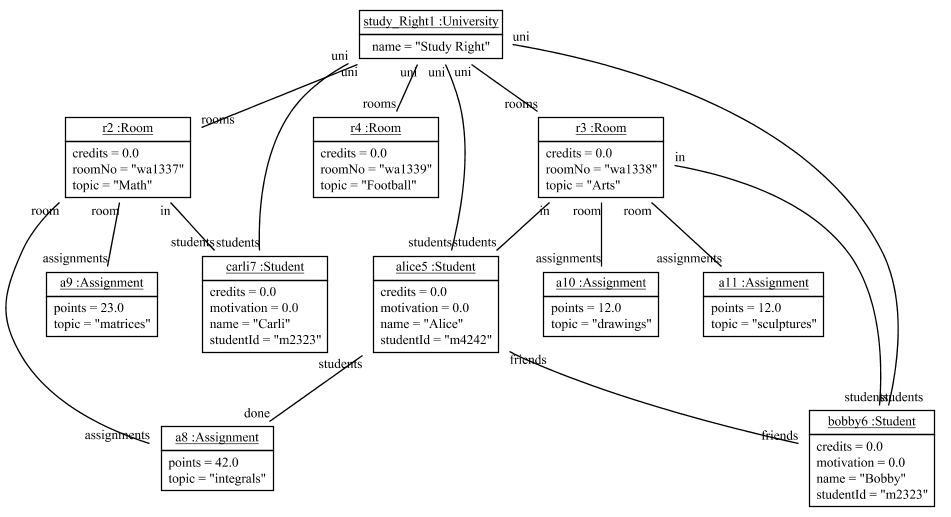 study_Right1 :University
name = "Study Right"
uni
uni
uni
uni
uni
uni
rooms
rooms
rooms
r2 :Room
credits = 0.0
roomNo = "wa1337"
topic = "Math"
r4 :Room
credits = 0.0
roomNo = "wa1339"
topic = "Football"
r3 :Room
credits = 0.0
roomNo = "wa1338"
topic = "Arts"
in
room
room
in
in
room
room
assignments
students
students
students
students
assignments
assignments
a9 :Assignment
points = 23.0
topic = "matrices"
carli7 :Student
credits = 0.0
motivation = 0.0
name = "Carli"
studentId = "m2323"
alice5 :Student
credits = 0.0
motivation = 0.0
name = "Alice"
studentId = "m4242"
a10 :Assignment
points = 12.0
topic = "drawings"
a11 :Assignment
points = 12.0
topic = "sculptures"
students
friends
done
assignments
friends
students
students
a8 :Assignment
points = 42.0
topic = "integrals"
bobby6 :Student
credits = 0.0
motivation = 0.0
name = "Bobby"
studentId = "m2323"